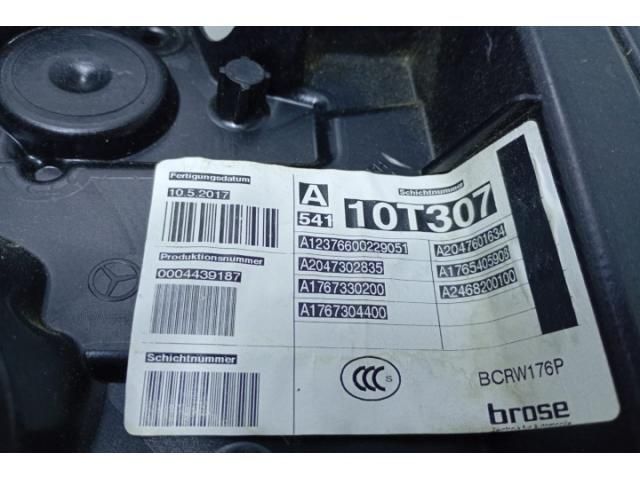 Fertigungsdatum
10.5.2017
Produktionsnummer
0004439187
Schichtnummer
A
541
Schichtnummer
10T307
A12376600229051 A2047601634
A2047302835 A1765405908
A1767330200 A2468200100
A1767304400
CCC S
BCRW176P
brose